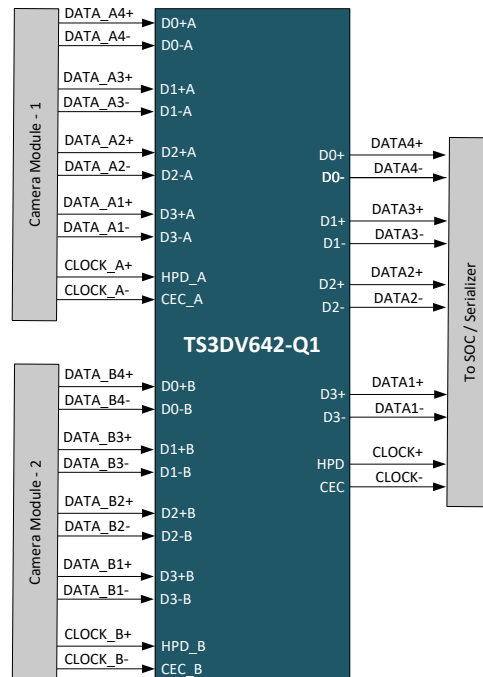 Camera Module - 1
DATA_A4+
DATA_A4-
DATA_A3+
DATA_A3-
DATA_A2+
DATA_A2-
DATA_A1+
DATA_A1-
CLOCK_A+
CLOCK_A-
D0+A
D0-A
D1+A
D1-A
D2+A
D2-A
D3+A
D3-A
HPD_A
CEC_A
TS3DV642-Q1
Camera Module - 2
DATA_B4+
DATA_B4-
DATA_B3+
DATA_B3-
DATA_B2+
DATA_B2-
DATA_B1+
DATA_B1-
CLOCK_B+
CLOCK_B-
D0+B
D0-B
D1+B
D1-B
D2+B
D2-B
D3+B
D3-B
HPD_B
CEC_B
D0+
D0-
D1+
D1-
D2+
D2-
D3+
D3-
HPD
CEC
DATA4+
DATA4-
DATA3+
DATA3-
DATA2+
DATA2-
DATA1+
DATA1-
CLOCK+
CLOCK-
To SOC / Serializer